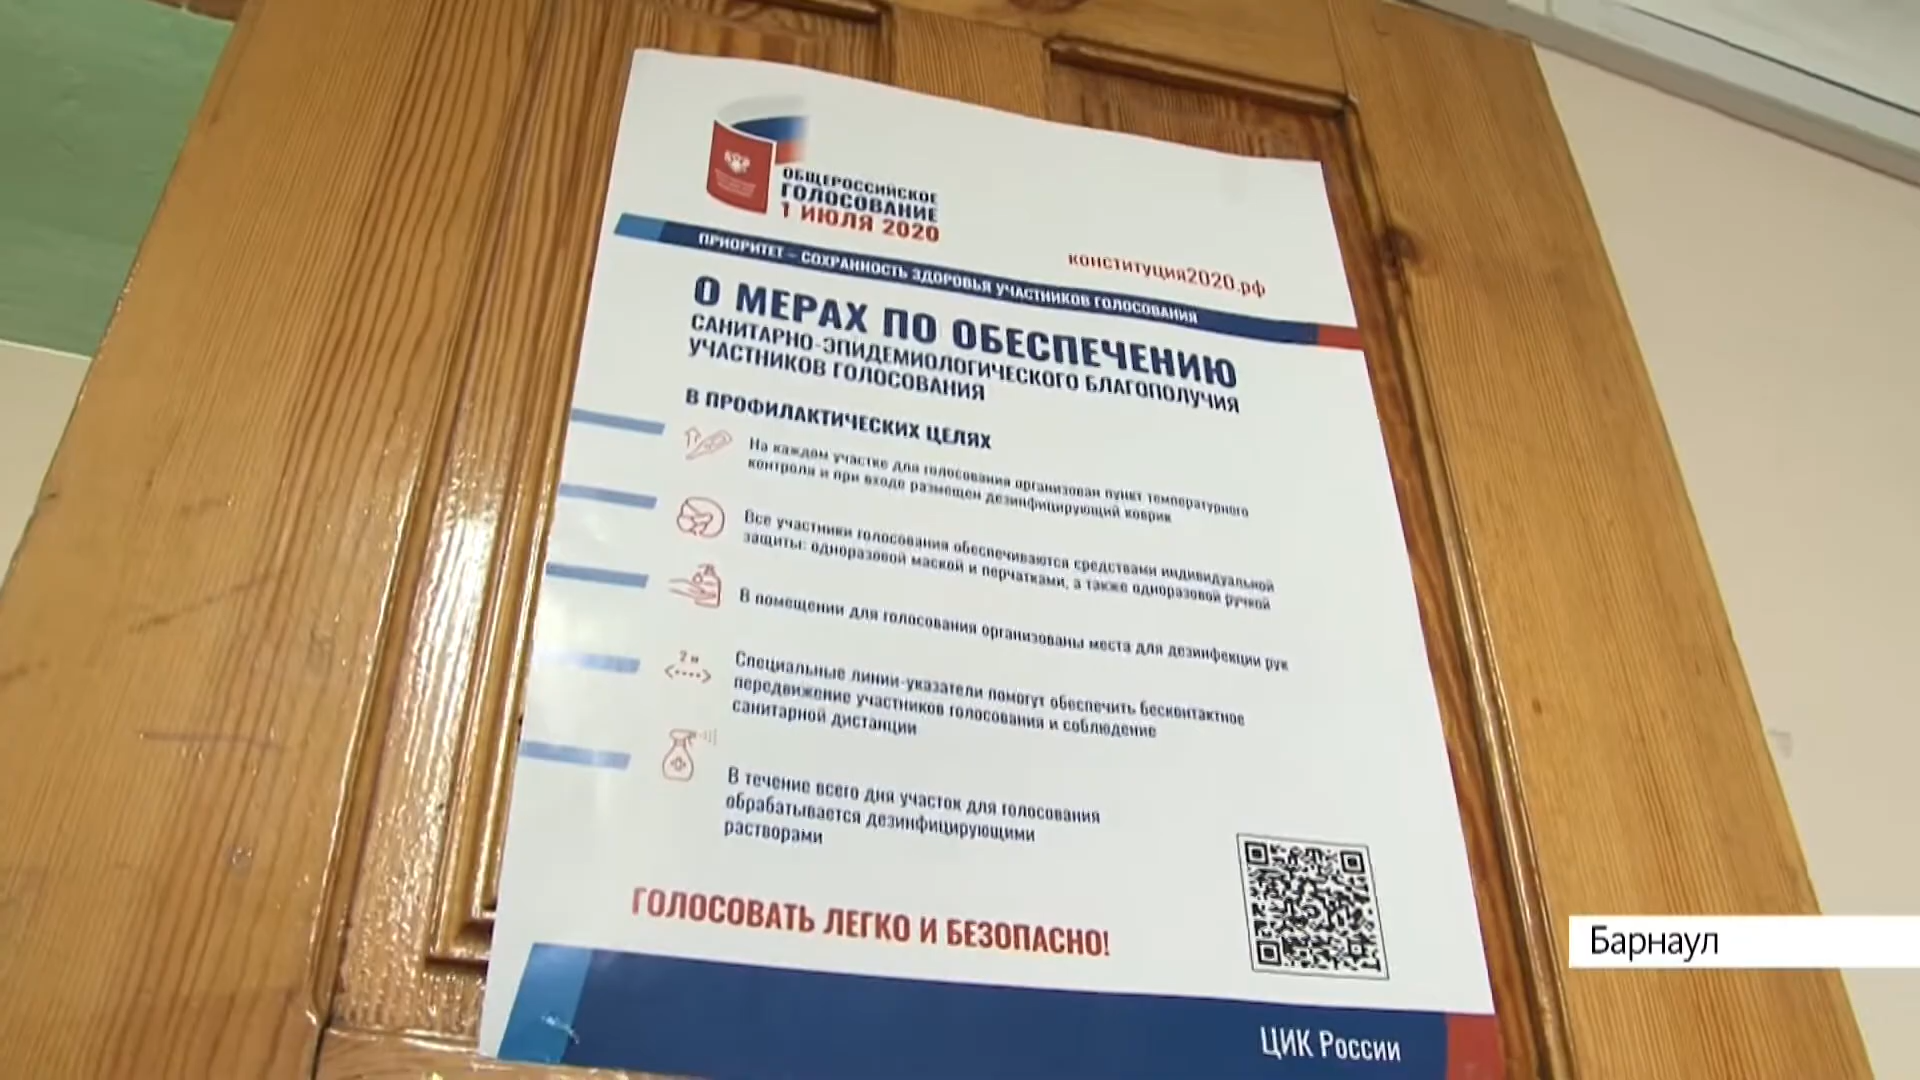 ОБЩЕРОССИЙСКОЕ
ГОЛОСОВАНИЕ
1 ИЮЛЯ 2020
конституция2020.рф
ПРИОРИТЕТ – СОХРАННОСТЬ ЗДОРОВЬЯ УЧАСТНИКОВ ГОЛОСОВАНИЯ
О МЕРАХ ПО ОБЕСПЕЧЕНИЮ
САНИТАРНО-ЭПИДЕМИОЛОГИЧЕСКОГО БЛАГОПОЛУЧИЯ
УЧАСТНИКОВ ГОЛОСОВАНИЯ
В ПРОФИЛАКТИЧЕСКИХ ЦЕЛЯХ
На каждом участке для голосования организован пункт температурного
контроля и при входе размещен дезинфицирующий коврик
Все участники голосования обеспечиваются средствами индивидуальной
защиты: одноразовой маской и перчатками, а также одноразовой ручкой
В помещении для голосования организованы места для дезинфекции рук
2 м
Специальные линии-указатели помогут обеспечить бесконтактное
передвижение участников голосования и соблюдение
санитарной дистанции
В течение всего дня участок для голосования
обрабатывается дезинфицирующими
растворами
ГОЛОСОВАТЬ ЛЕГКО И БЕЗОПАСНО!
Барнаул
ЦИК России